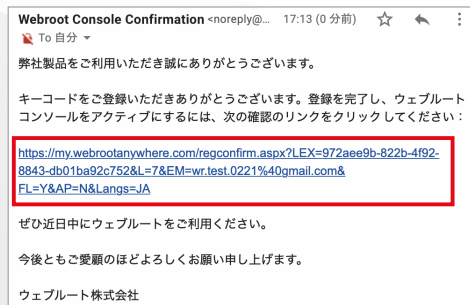 Webroot Console Confirmation <noreply@... 17:13 (0 分前)
To 自分
弊社製品をご利用いただき誠にありがとうございます。
キーコードをご登録いただきありがとうございます。登録を完了し、ウェブルート
コンソールをアクティブにするには、次の確認のリンクをクリックしてください：
https://my.webrootanywhere.com/regconfirm.aspx?LEX=972aee9b-822b-4f92-
8843-db01ba92c752&L=7&EM=wr.test.0221%40gmail.com&
FL=Y&AP=N&Langs=JA
ぜひ近日中にウェブルートをご利用ください。
今後ともご愛顧のほどよろしくお願い申し上げます。
ウェブルート株式会社